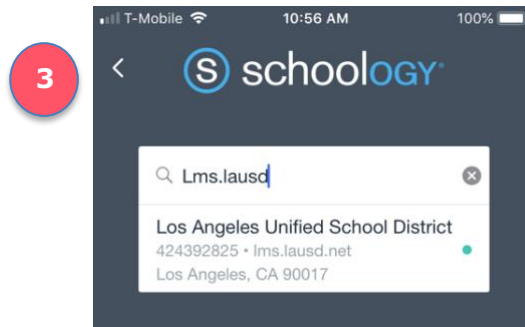 T-Mobile 10:56 AM 100%
3
S schoology
Lms.lausd
Los Angeles Unified School District
424392825 • lms.lausd.net
Los Angeles, CA 90017